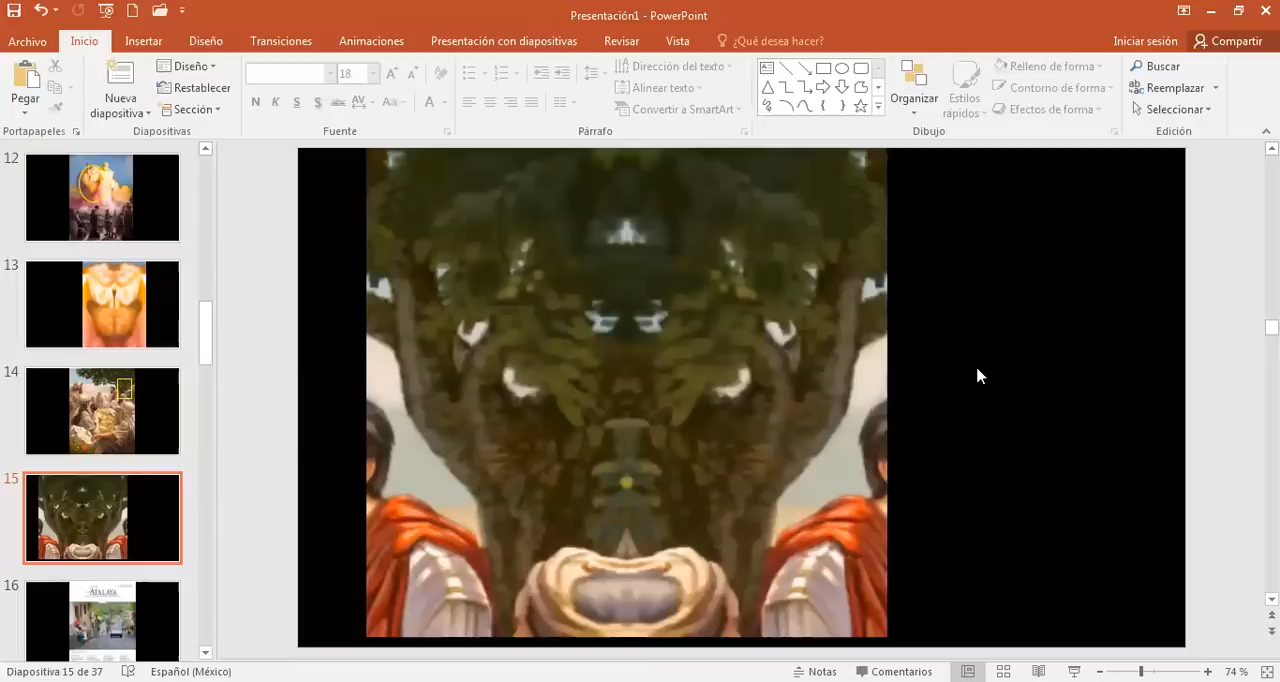 Presentación1 - PowerPoint
Archivo Inicio Insertar Diseño Transiciones Animaciones Presentación con diapositivas Revisar Vista ¿Qué desea hacer? Iniciar sesión Compartir
Pegar
Nueva diapositiva
Diseño
Restablecer
Sección
18
N K S S abc AV Aa A
Dirección del texto
Alinear texto
Convertir a SmartArt
Organizar
Estilos rápidos
Relleno de forma
Contorno de forma
Efectos de forma
Buscar
Reemplazar
Seleccionar
Portapapeles Diapositivas Fuente Párrafo Dibujo Edición
12
13
14
15
16
ATALAYA
Diapositiva 15 de 37 Español (México) Notas Comentarios 74 %